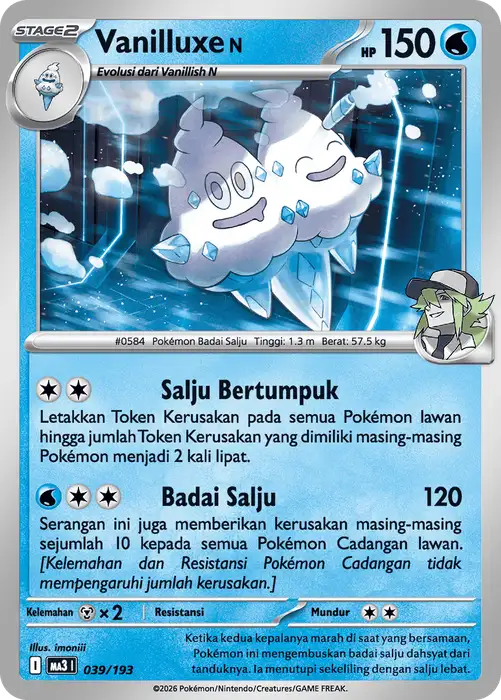 STAGE2
Vanilluxe N
HP 150
Evolusi dari Vanillish N
#0584 Pokémon Badai Salju Tinggi: 1.3 m Berat: 57.5 kg
Salju Bertumpuk
Letakkan Token Kerusakan pada semua Pokémon lawan
hingga jumlah Token Kerusakan yang dimiliki masing-masing
Pokémon menjadi 2 kali lipat.
Badai Salju 120
Serangan ini juga memberikan kerusakan masing-masing
sejumlah 10 kepada semua Pokémon Cadangan lawan.
[Kelemahan dan Resistansi Pokémon Cadangan tidak
mempengaruhi jumlah kerusakan.]
Kelemahan ×2 Resistansi Mundur
Illus. imoniii
I MA3 I 039/193
Ketika kedua kepalanya marah di saat yang bersamaan,
Pokémon ini mengembuskan badai salju dahsyat dari
tanduknya. Ia menutupi sekeliling dengan salju lebat.
©2026 Pokémon/Nintendo/Creatures/GAME FREAK.